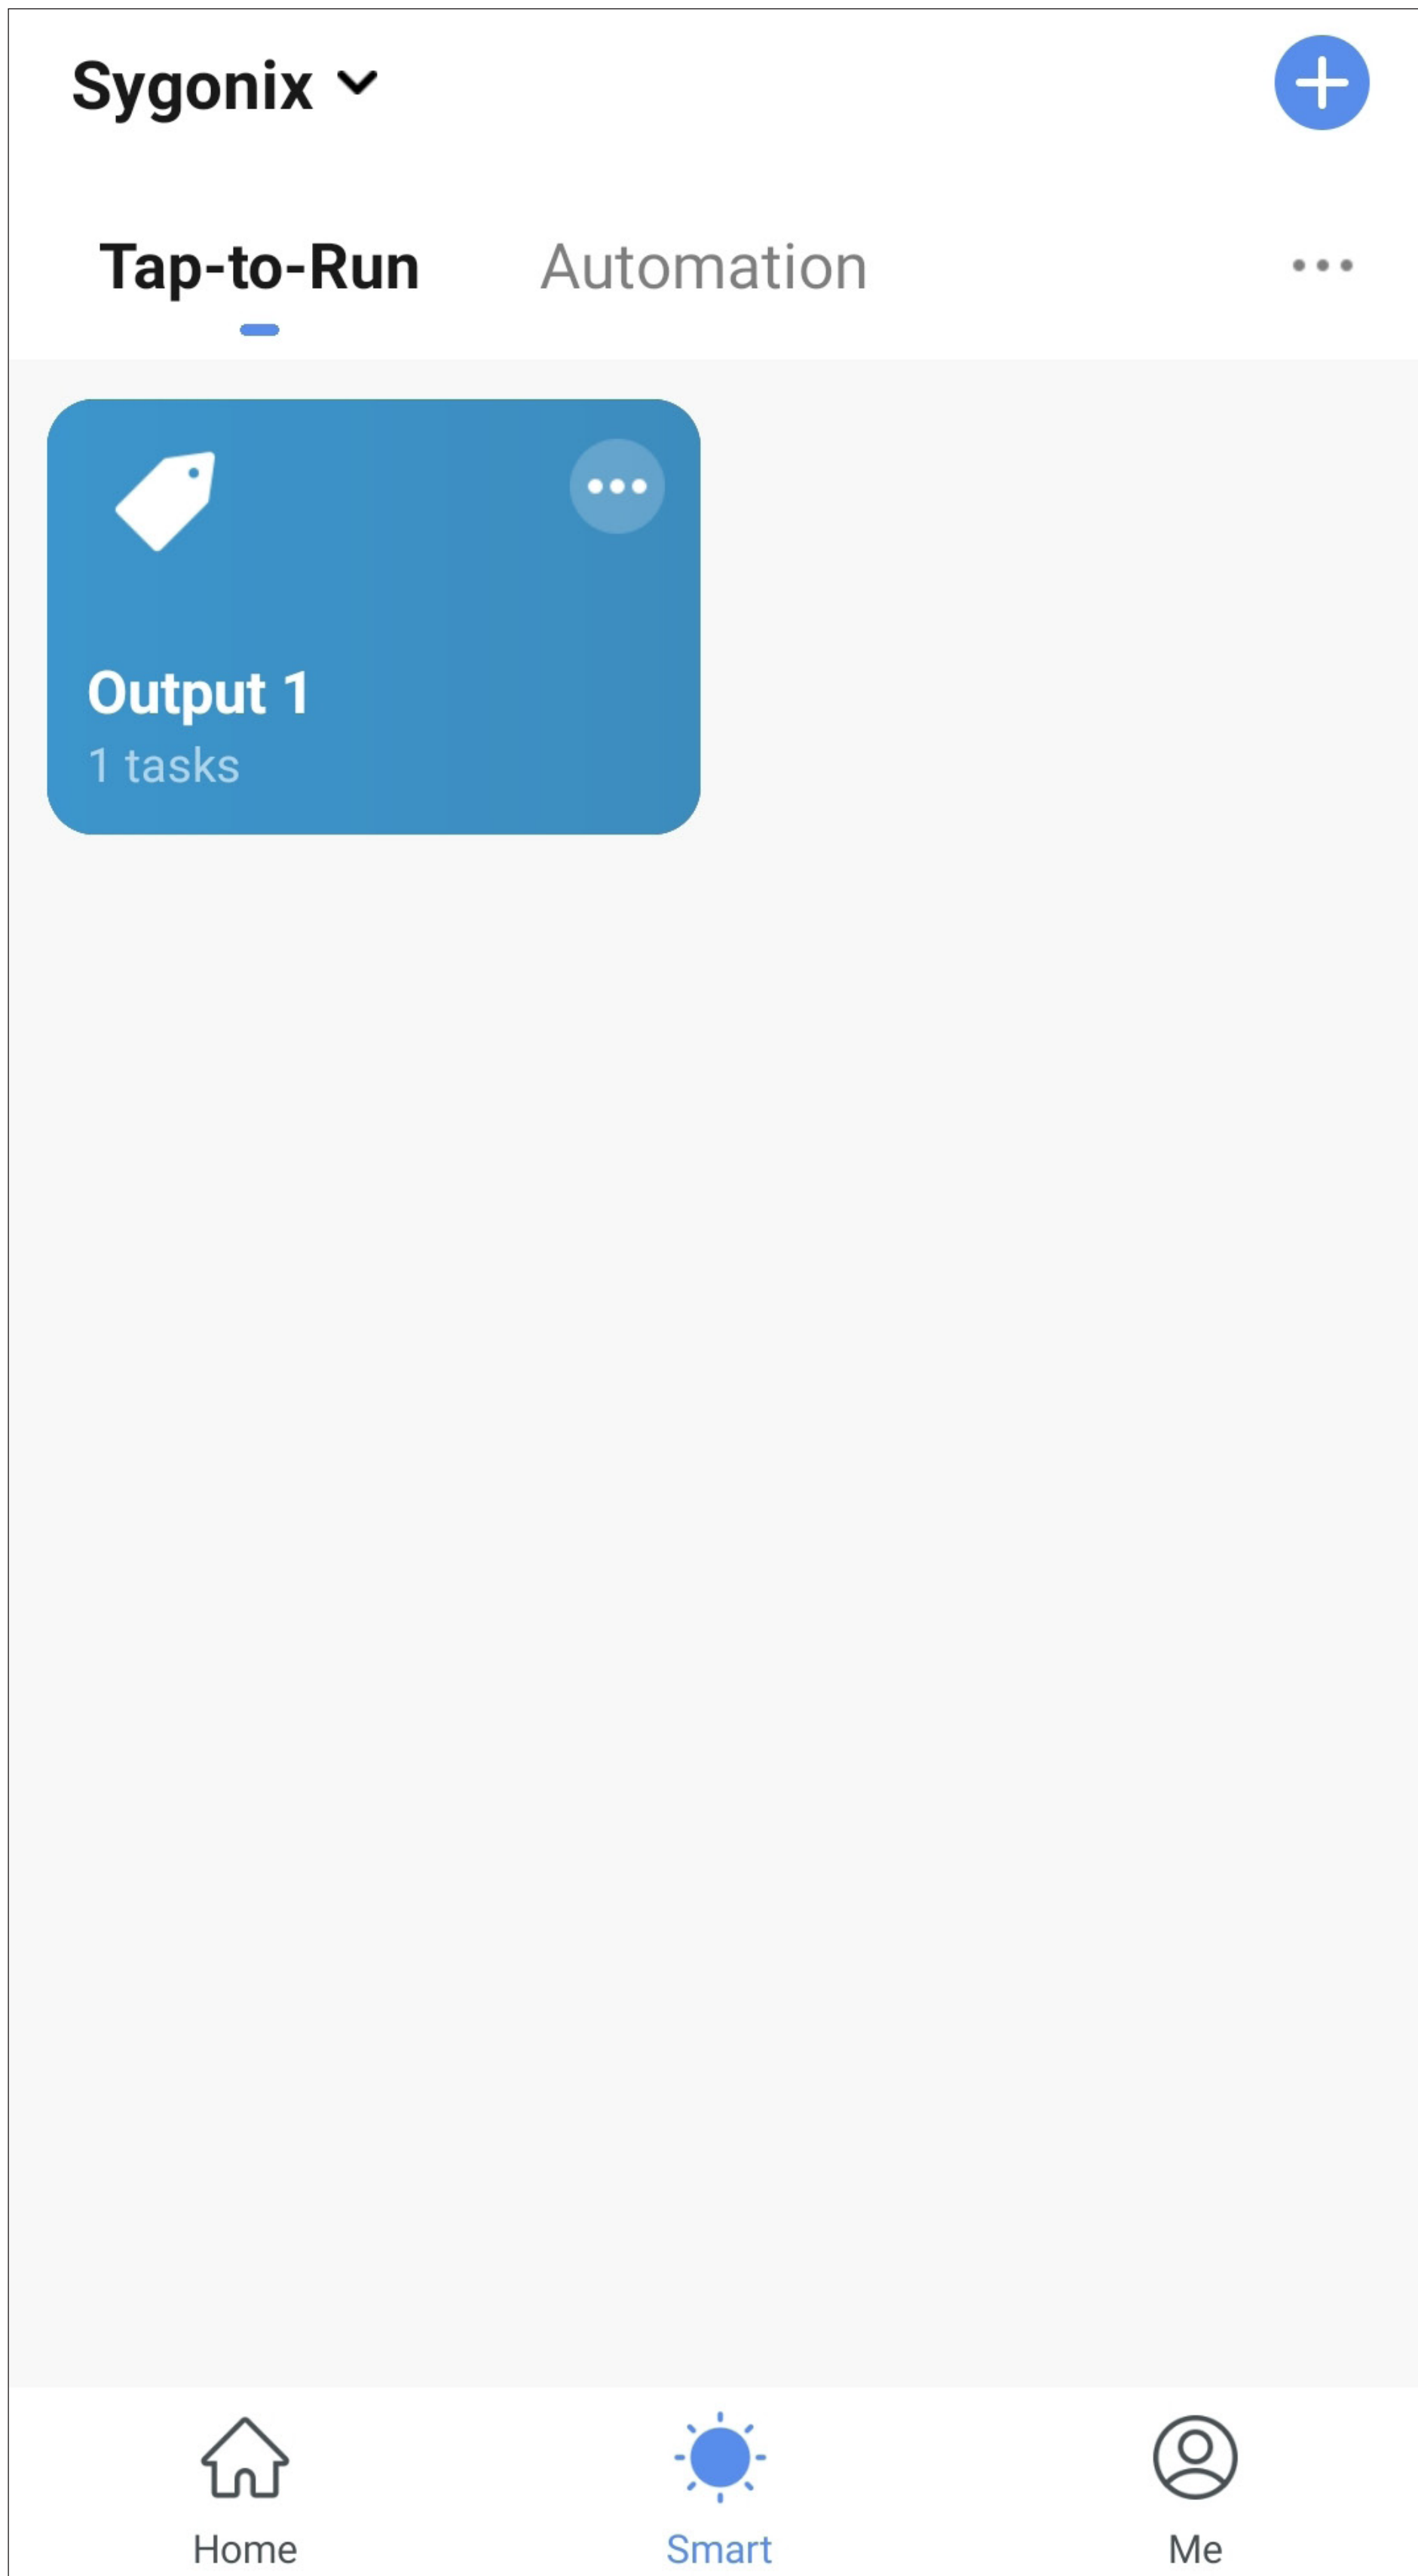 Sygonix
Tap-to-Run Automation
Output 1
1 tasks
Home Smart Me